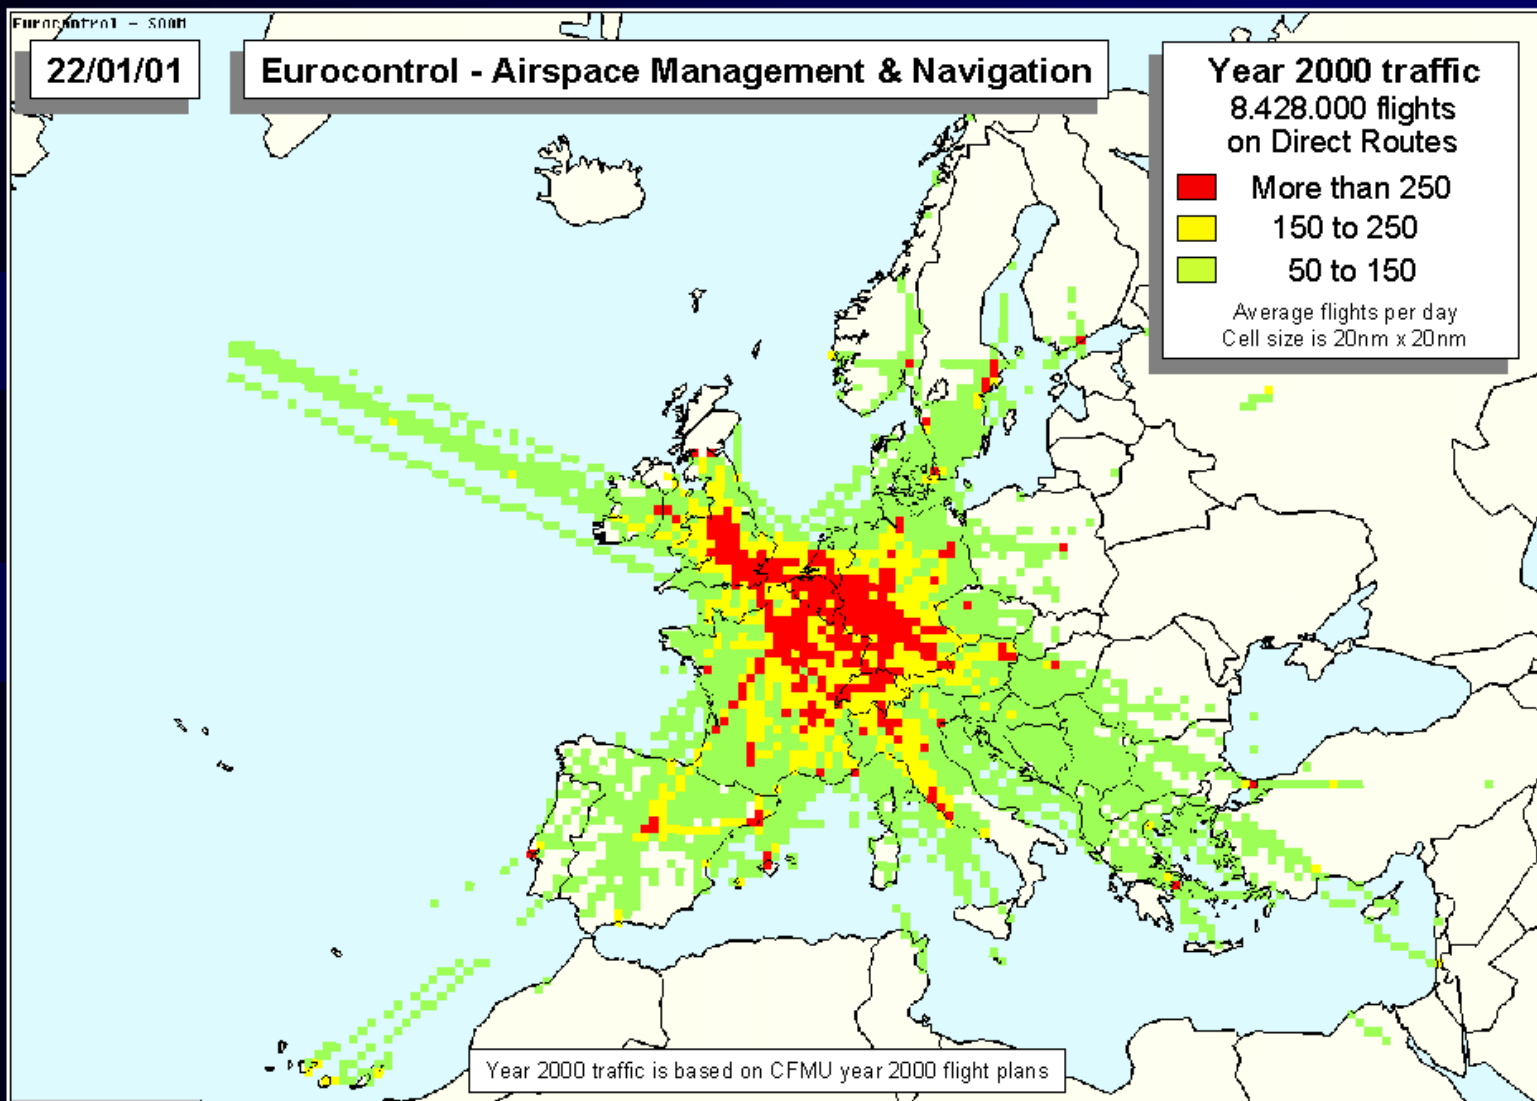 Eurocontrol - SAAM
22/01/01
Eurocontrol - Airspace Management & Navigation
Year 2000 traffic
8.428.000 flights
on Direct Routes
More than 250
150 to 250
50 to 150
Average flights per day
Cell size is 20nm x 20nm
Year 2000 traffic is based on CFMU year 2000 flight plans